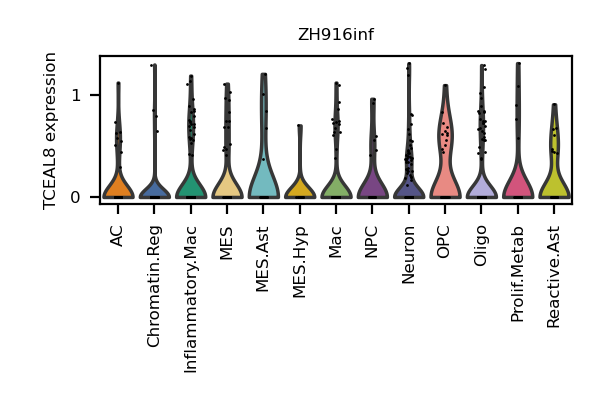 ZH916inf
TCEAL8 expression
1
0
AC
Chromatin.Reg
Inflammatory.Mac
MES
MES.Ast
MES.Hyp
Mac
NPC
Neuron
OPC
Oligo
Prolif.Metab
Reactive.Ast